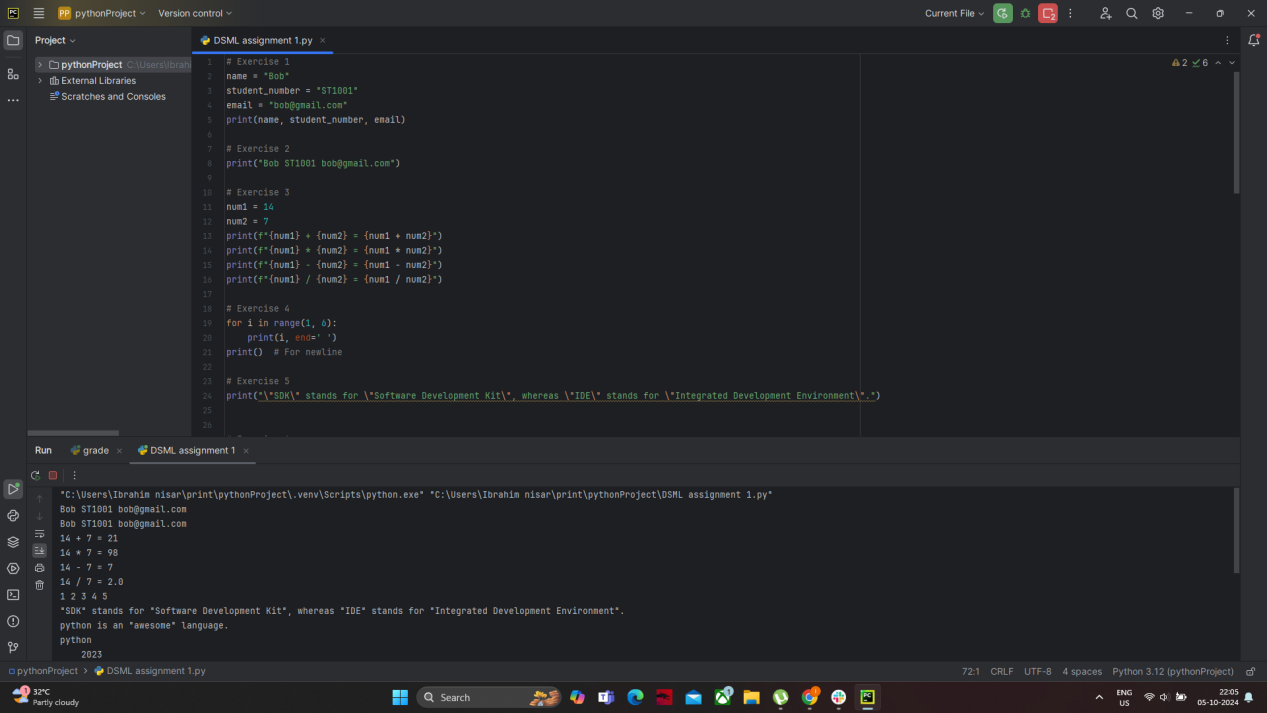 PC
PP pythonProject
Version control
Current File
2
Project
DSML assignment 1.py
pythonProject C:\Users\Ibrahi
External Libraries
Scratches and Consoles
2 6
1 # Exercise 1
2 name = "Bob"
3 student_number = "ST1001"
4 email = "bob@gmail.com"
5 print(name, student_number, email)
6
7 # Exercise 2
8 print("Bob ST1001 bob@gmail.com")
9
10 # Exercise 3
11 num1 = 14
12 num2 = 7
13 print(f"{num1} + {num2} = {num1 + num2}")
14 print(f"{num1} * {num2} = {num1 * num2}")
15 print(f"{num1} - {num2} = {num1 - num2}")
16 print(f"{num1} / {num2} = {num1 / num2}")
17
18 # Exercise 4
19 for i in range(1, 6):
20     print(i, end=' ')
21 print()  # For newline
22
23 # Exercise 5
24 print("\"SDK\" stands for \"Software Development Kit\", whereas \"IDE\" stands for \"Integrated Development Environment\".")
25
26
Run grade DSML assignment 1
"C:\Users\Ibrahim nisar\print\pythonProject\.venv\Scripts\python.exe" "C:\Users\Ibrahim nisar\print\pythonProject\DSML assignment 1.py"
Bob ST1001 bob@gmail.com
Bob ST1001 bob@gmail.com
14 + 7 = 21
14 * 7 = 98
14 - 7 = 7
14 / 7 = 2.0
1 2 3 4 5
"SDK" stands for "Software Development Kit", whereas "IDE" stands for "Integrated Development Environment".
python is an "awesome" language.
python
    2023
pythonProject > DSML assignment 1.py
72:1 CRLF UTF-8 4 spaces Python 3.12 (pythonProject)
1
32°C
Partly cloudy
Search
1
1
ENG
US
22:05
05-10-2024